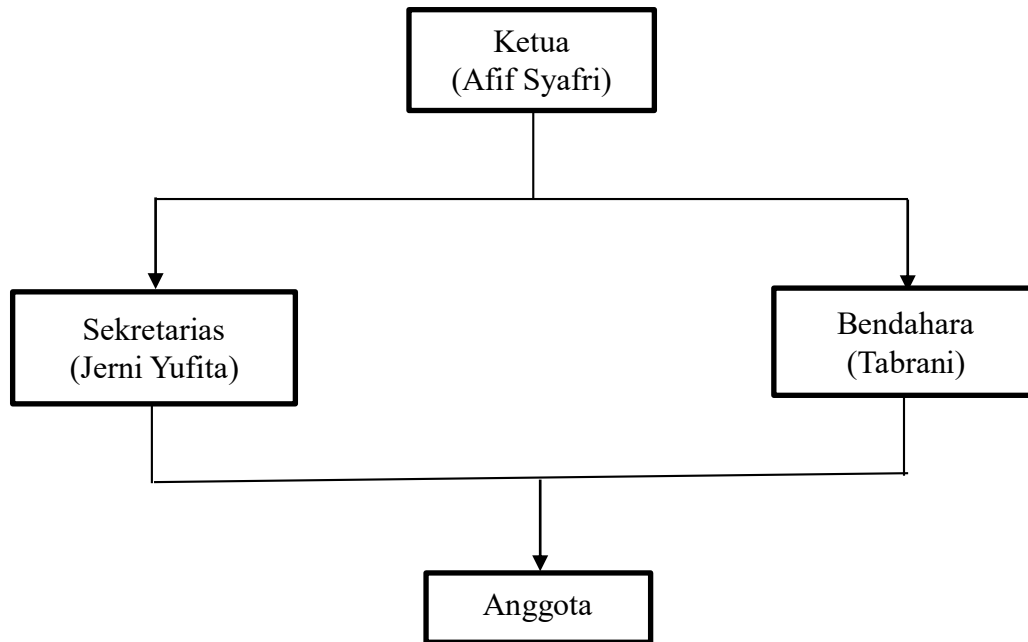 Ketua
(Afif Syafri)
Sekretarias
(Jerni Yufita)
Bendahara
(Tabrani)
Anggota